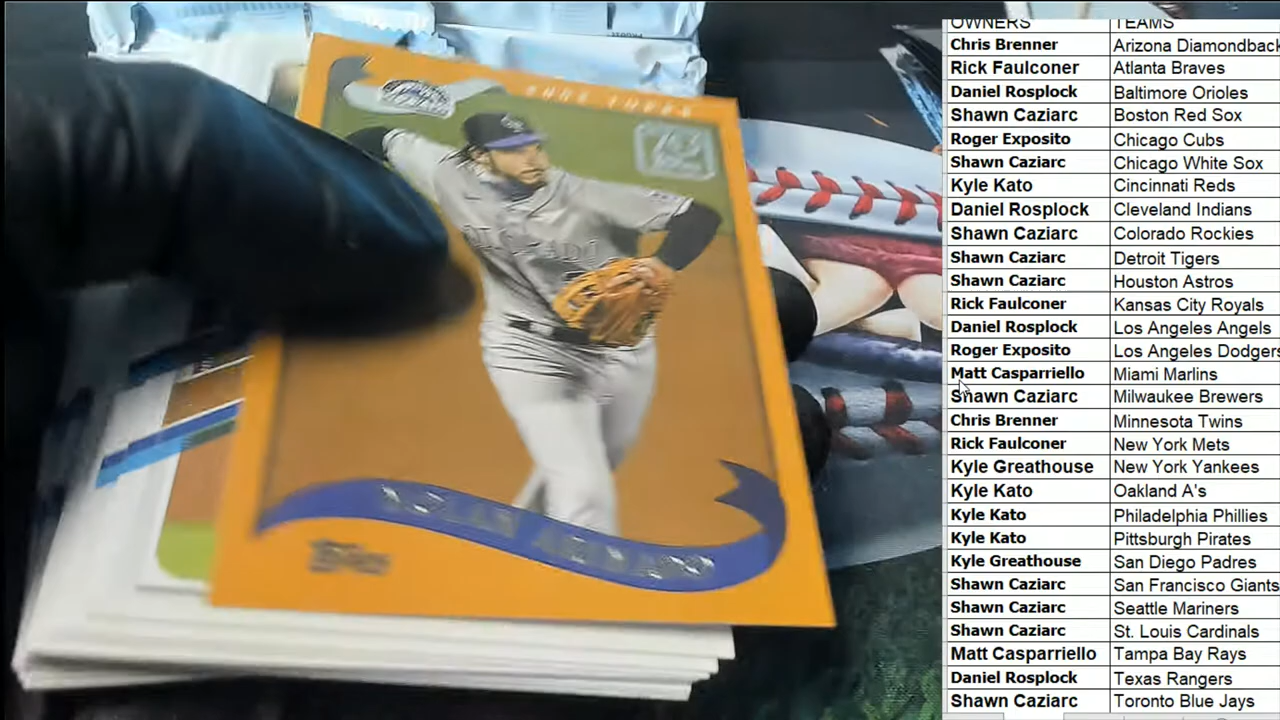 OWNERS TEAMS
Chris Brenner Arizona Diamondback
Rick Faulconer Atlanta Braves
Daniel Rosplock Baltimore Orioles
Shawn Caziarc Boston Red Sox
Roger Exposito Chicago Cubs
Shawn Caziarc Chicago White Sox
Kyle Kato Cincinnati Reds
Daniel Rosplock Cleveland Indians
Shawn Caziarc Colorado Rockies
Shawn Caziarc Detroit Tigers
Shawn Caziarc Houston Astros
Rick Faulconer Kansas City Royals
Daniel Rosplock Los Angeles Angels
Roger Exposito Los Angeles Dodgers
Matt Casparriello Miami Marlins
Shawn Caziarc Milwaukee Brewers
Chris Brenner Minnesota Twins
Rick Faulconer New York Mets
Kyle Greathouse New York Yankees
Kyle Kato Oakland A's
Kyle Kato Philadelphia Phillies
Kyle Kato Pittsburgh Pirates
Kyle Greathouse San Diego Padres
Shawn Caziarc San Francisco Giants
Shawn Caziarc Seattle Mariners
Shawn Caziarc St. Louis Cardinals
Matt Casparriello Tampa Bay Rays
Daniel Rosplock Texas Rangers
Shawn Caziarc Toronto Blue Jays
Topps